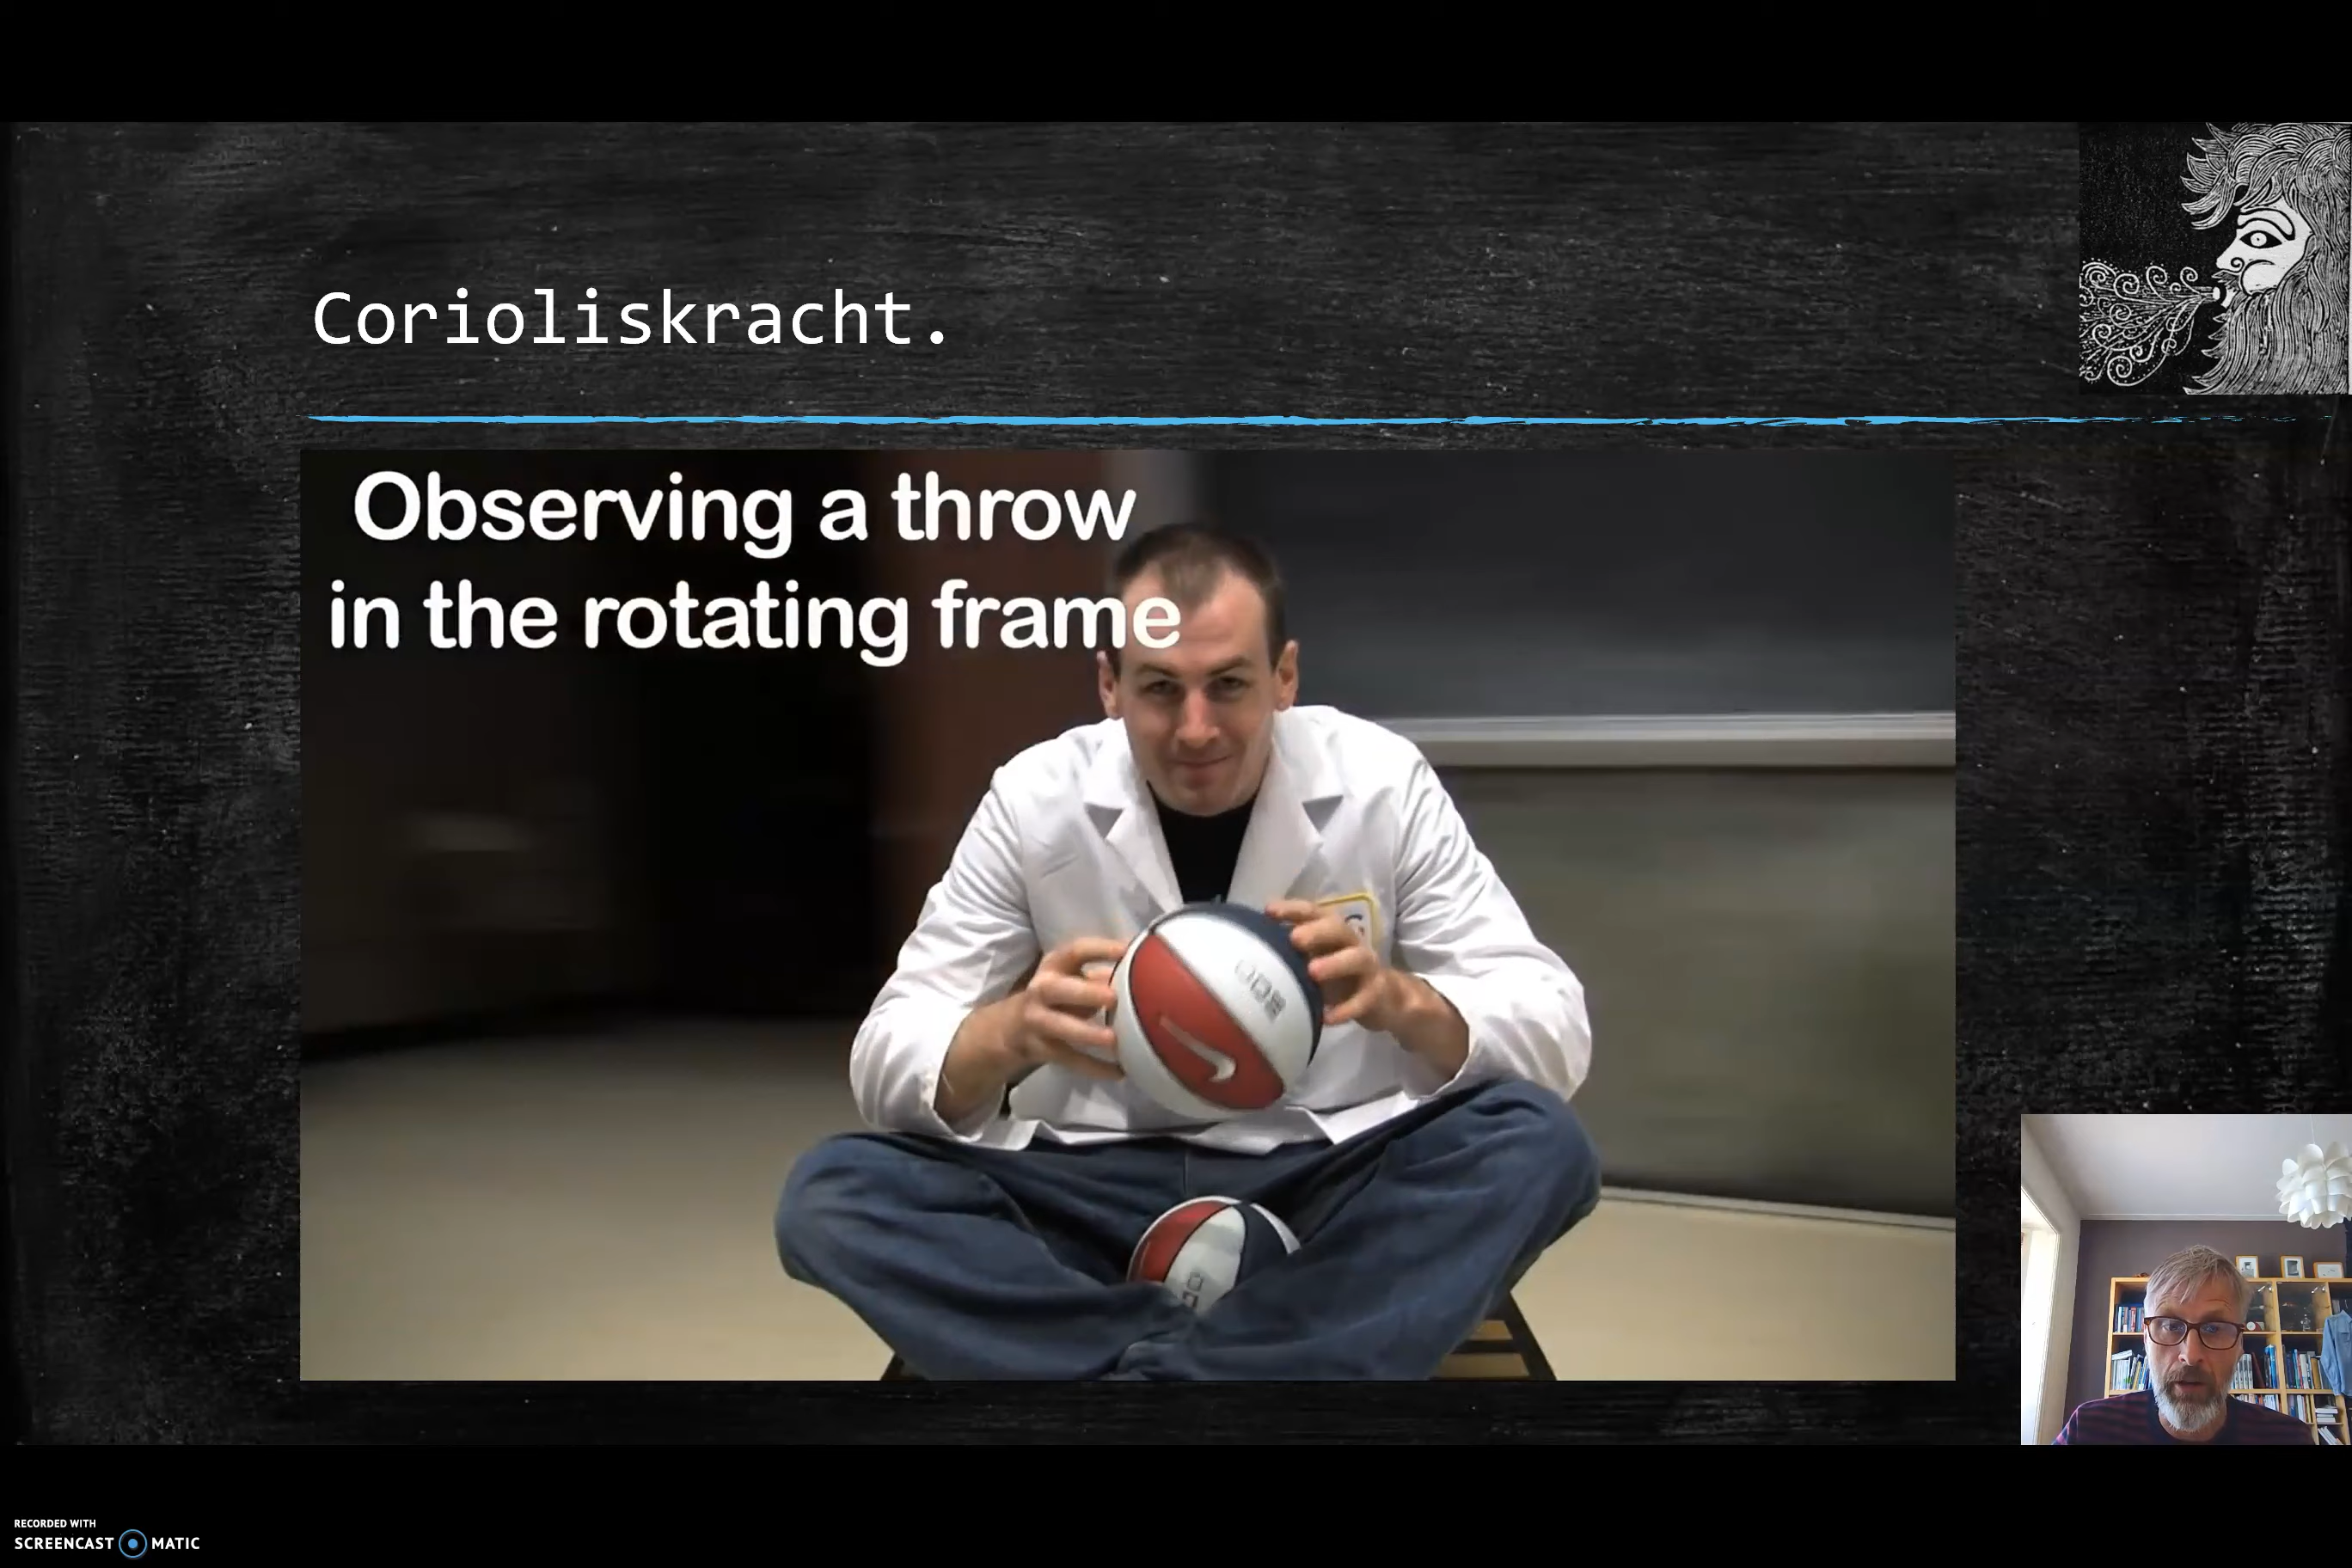 Corioliskracht.
Observing a throw
in the rotating frame
RECORDED WITH
SCREENCAST MATIC